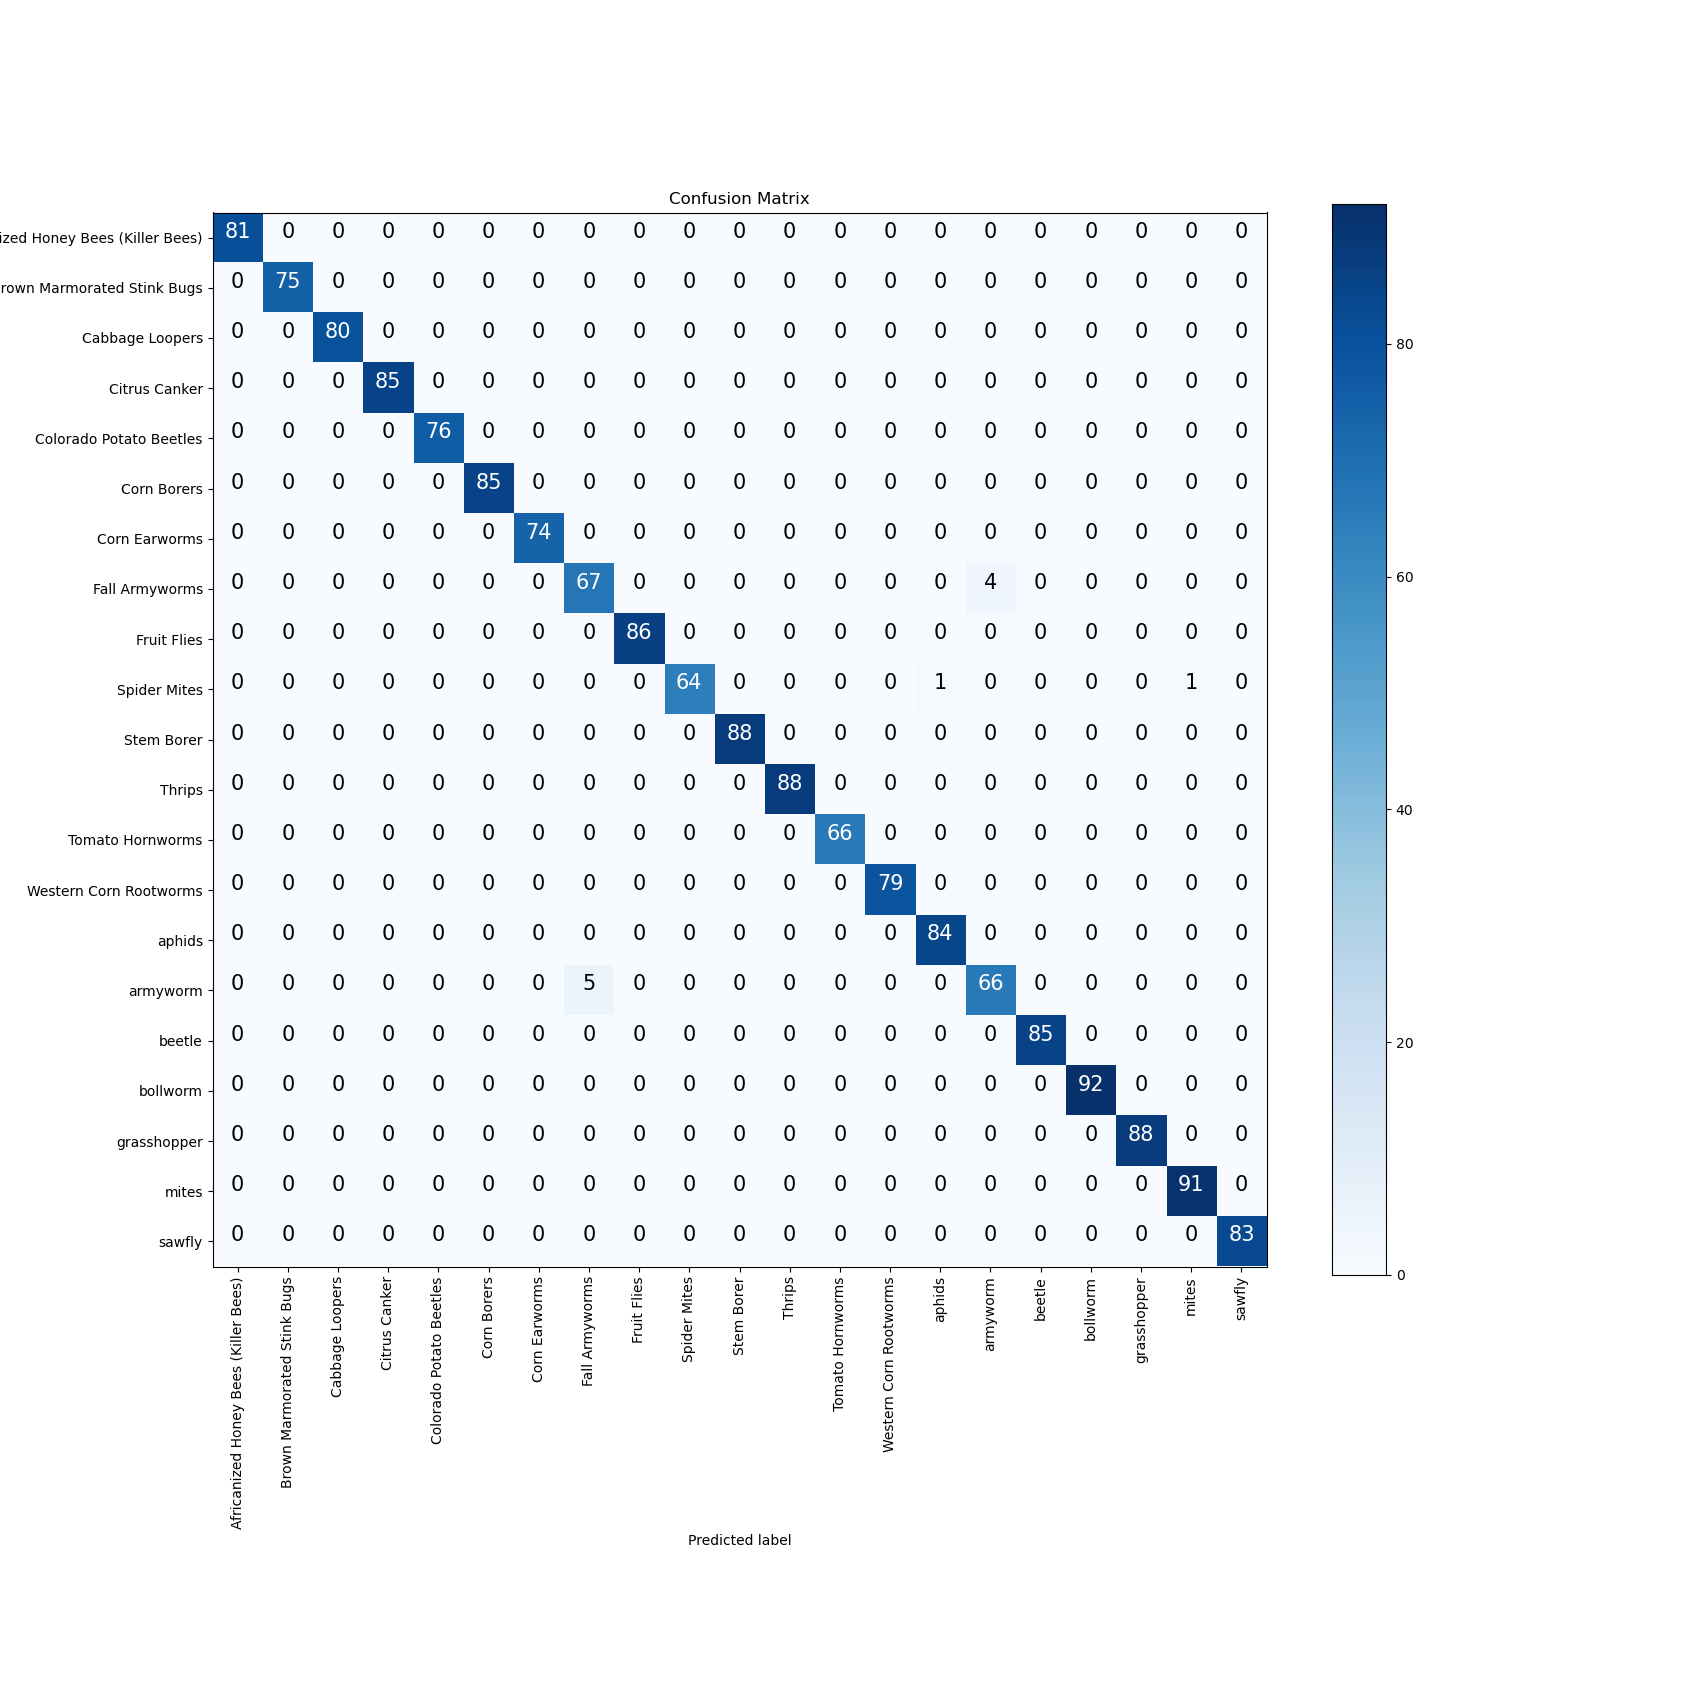 Confusion Matrix
ized Honey Bees (Killer Bees) 81 0 0 0 0 0 0 0 0 0 0 0 0 0 0 0 0 0 0 0 0
rown Marmorated Stink Bugs 0 75 0 0 0 0 0 0 0 0 0 0 0 0 0 0 0 0 0 0 0
Cabbage Loopers 0 0 80 0 0 0 0 0 0 0 0 0 0 0 0 0 0 0 0 0 0
Citrus Canker 0 0 0 85 0 0 0 0 0 0 0 0 0 0 0 0 0 0 0 0 0
Colorado Potato Beetles 0 0 0 0 76 0 0 0 0 0 0 0 0 0 0 0 0 0 0 0 0
Corn Borers 0 0 0 0 0 85 0 0 0 0 0 0 0 0 0 0 0 0 0 0 0
Corn Earworms 0 0 0 0 0 0 74 0 0 0 0 0 0 0 0 0 0 0 0 0 0
Fall Armyworms 0 0 0 0 0 0 0 67 0 0 0 0 0 0 0 4 0 0 0 0 0
Fruit Flies 0 0 0 0 0 0 0 0 86 0 0 0 0 0 0 0 0 0 0 0 0
Spider Mites 0 0 0 0 0 0 0 0 0 64 0 0 0 0 1 0 0 0 0 1 0
Stem Borer 0 0 0 0 0 0 0 0 0 0 88 0 0 0 0 0 0 0 0 0 0
Thrips 0 0 0 0 0 0 0 0 0 0 0 88 0 0 0 0 0 0 0 0 0
Tomato Hornworms 0 0 0 0 0 0 0 0 0 0 0 0 66 0 0 0 0 0 0 0 0
Western Corn Rootworms 0 0 0 0 0 0 0 0 0 0 0 0 0 79 0 0 0 0 0 0 0
aphids 0 0 0 0 0 0 0 0 0 0 0 0 0 0 84 0 0 0 0 0 0
armyworm 0 0 0 0 0 0 0 5 0 0 0 0 0 0 0 66 0 0 0 0 0
beetle 0 0 0 0 0 0 0 0 0 0 0 0 0 0 0 0 85 0 0 0 0
bollworm 0 0 0 0 0 0 0 0 0 0 0 0 0 0 0 0 0 92 0 0 0
grasshopper 0 0 0 0 0 0 0 0 0 0 0 0 0 0 0 0 0 0 88 0 0
mites 0 0 0 0 0 0 0 0 0 0 0 0 0 0 0 0 0 0 0 91 0
sawfly 0 0 0 0 0 0 0 0 0 0 0 0 0 0 0 0 0 0 0 0 83
Africanized Honey Bees (Killer Bees)
Brown Marmorated Stink Bugs
Cabbage Loopers
Citrus Canker
Colorado Potato Beetles
Corn Borers
Corn Earworms
Fall Armyworms
Fruit Flies
Spider Mites
Stem Borer
Thrips
Tomato Hornworms
Western Corn Rootworms
aphids
armyworm
beetle
bollworm
grasshopper
mites
sawfly
Predicted label
80
60
40
20
0